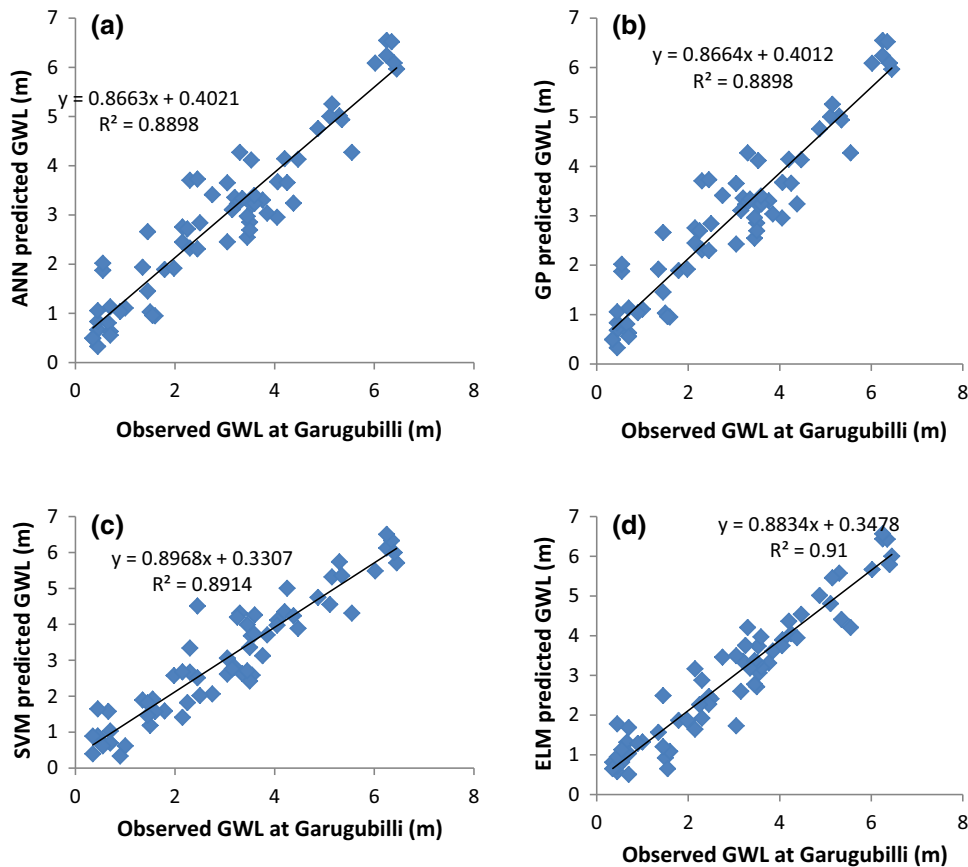 (a)
y = 0.8663x + 0.4021
R² = 0.8898
ANN predicted GWL (m)
7
6
5
4
3
2
1
0
0 2 4 6 8
Observed GWL at Garugubilli (m)
(b)
y = 0.8664x + 0.4012
R² = 0.8898
GP predicted GWL (m)
7
6
5
4
3
2
1
0
0 2 4 6 8
Observed GWL at Garugubilli (m)
(c)
y = 0.8968x + 0.3307
R² = 0.8914
SVM predicted GWL (m)
7
6
5
4
3
2
1
0
0 2 4 6 8
Observed GWL at Garugubilli (m)
(d)
y = 0.8834x + 0.3478
R² = 0.91
ELM predicted GWL (m)
7
6
5
4
3
2
1
0
0 2 4 6 8
Observed GWL at Garugubilli (m)